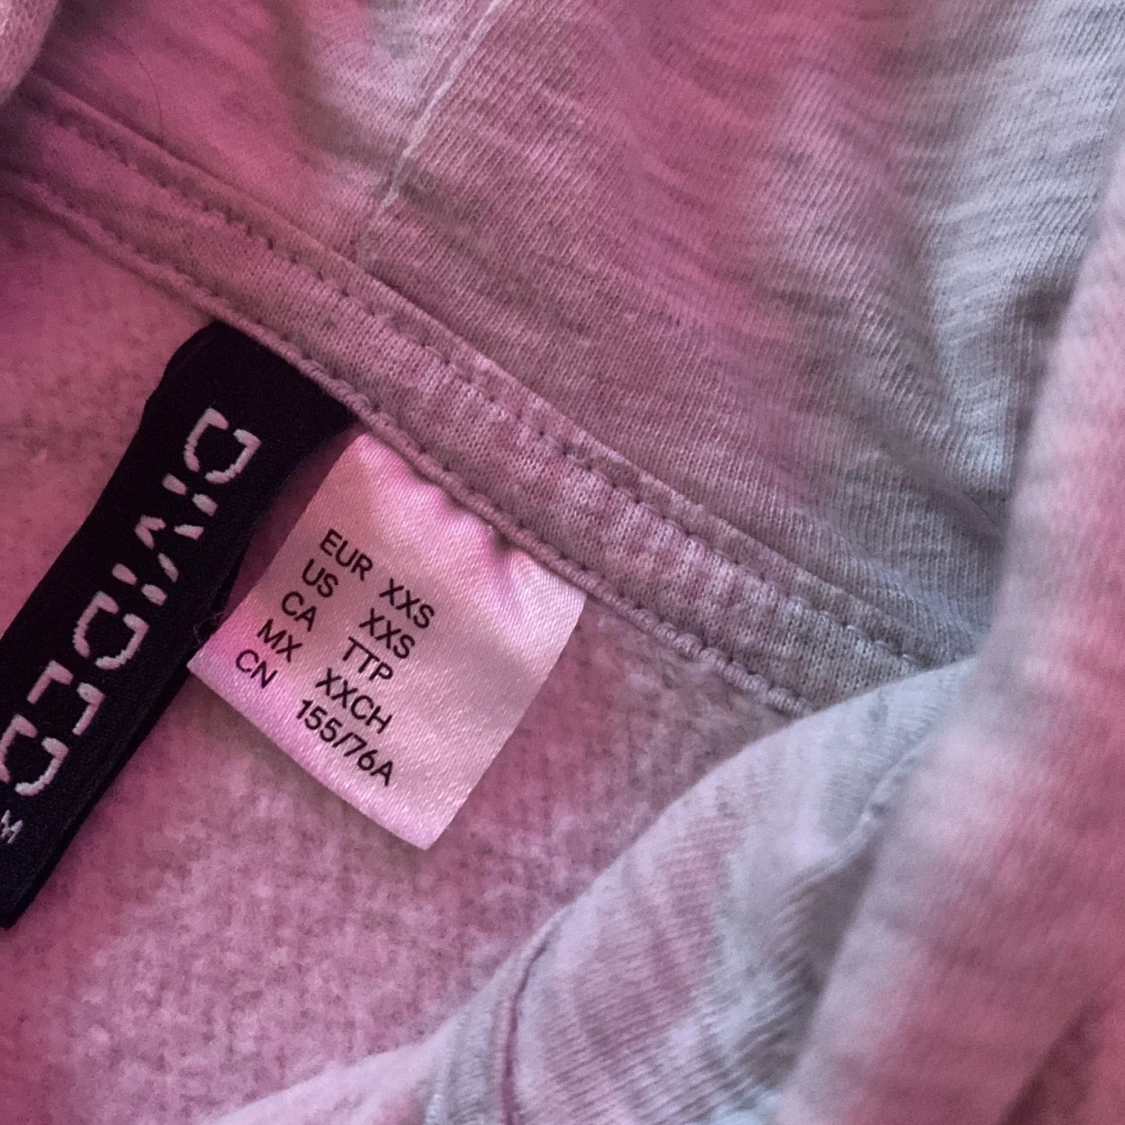 DIVIDED
EUR XXS
US XXS
CA TTP
MX XXCH
CN 155/76A